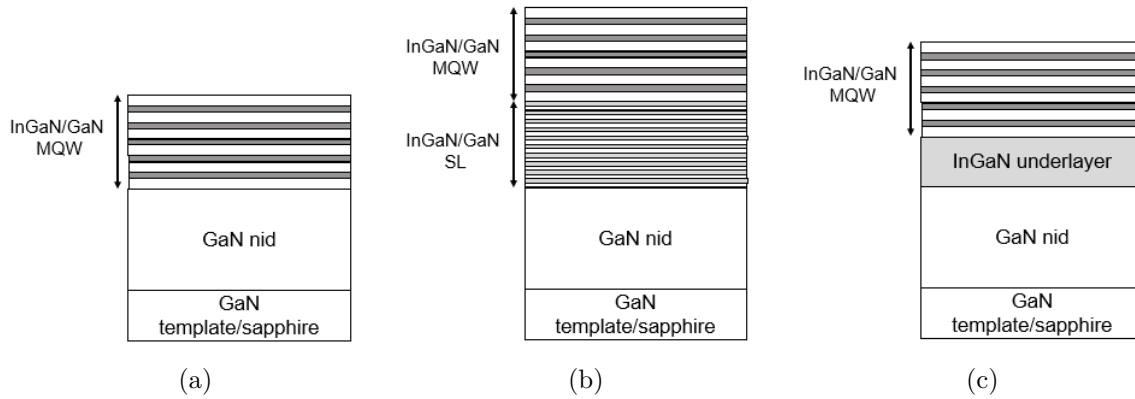 InGaN/GaN
MQW
GaN nid
GaN
template/sapphire
(a)
InGaN/GaN
MQW
InGaN/GaN
SL
GaN nid
GaN
template/sapphire
(b)
InGaN/GaN
MQW
InGaN underlayer
GaN nid
GaN
template/sapphire
(c)